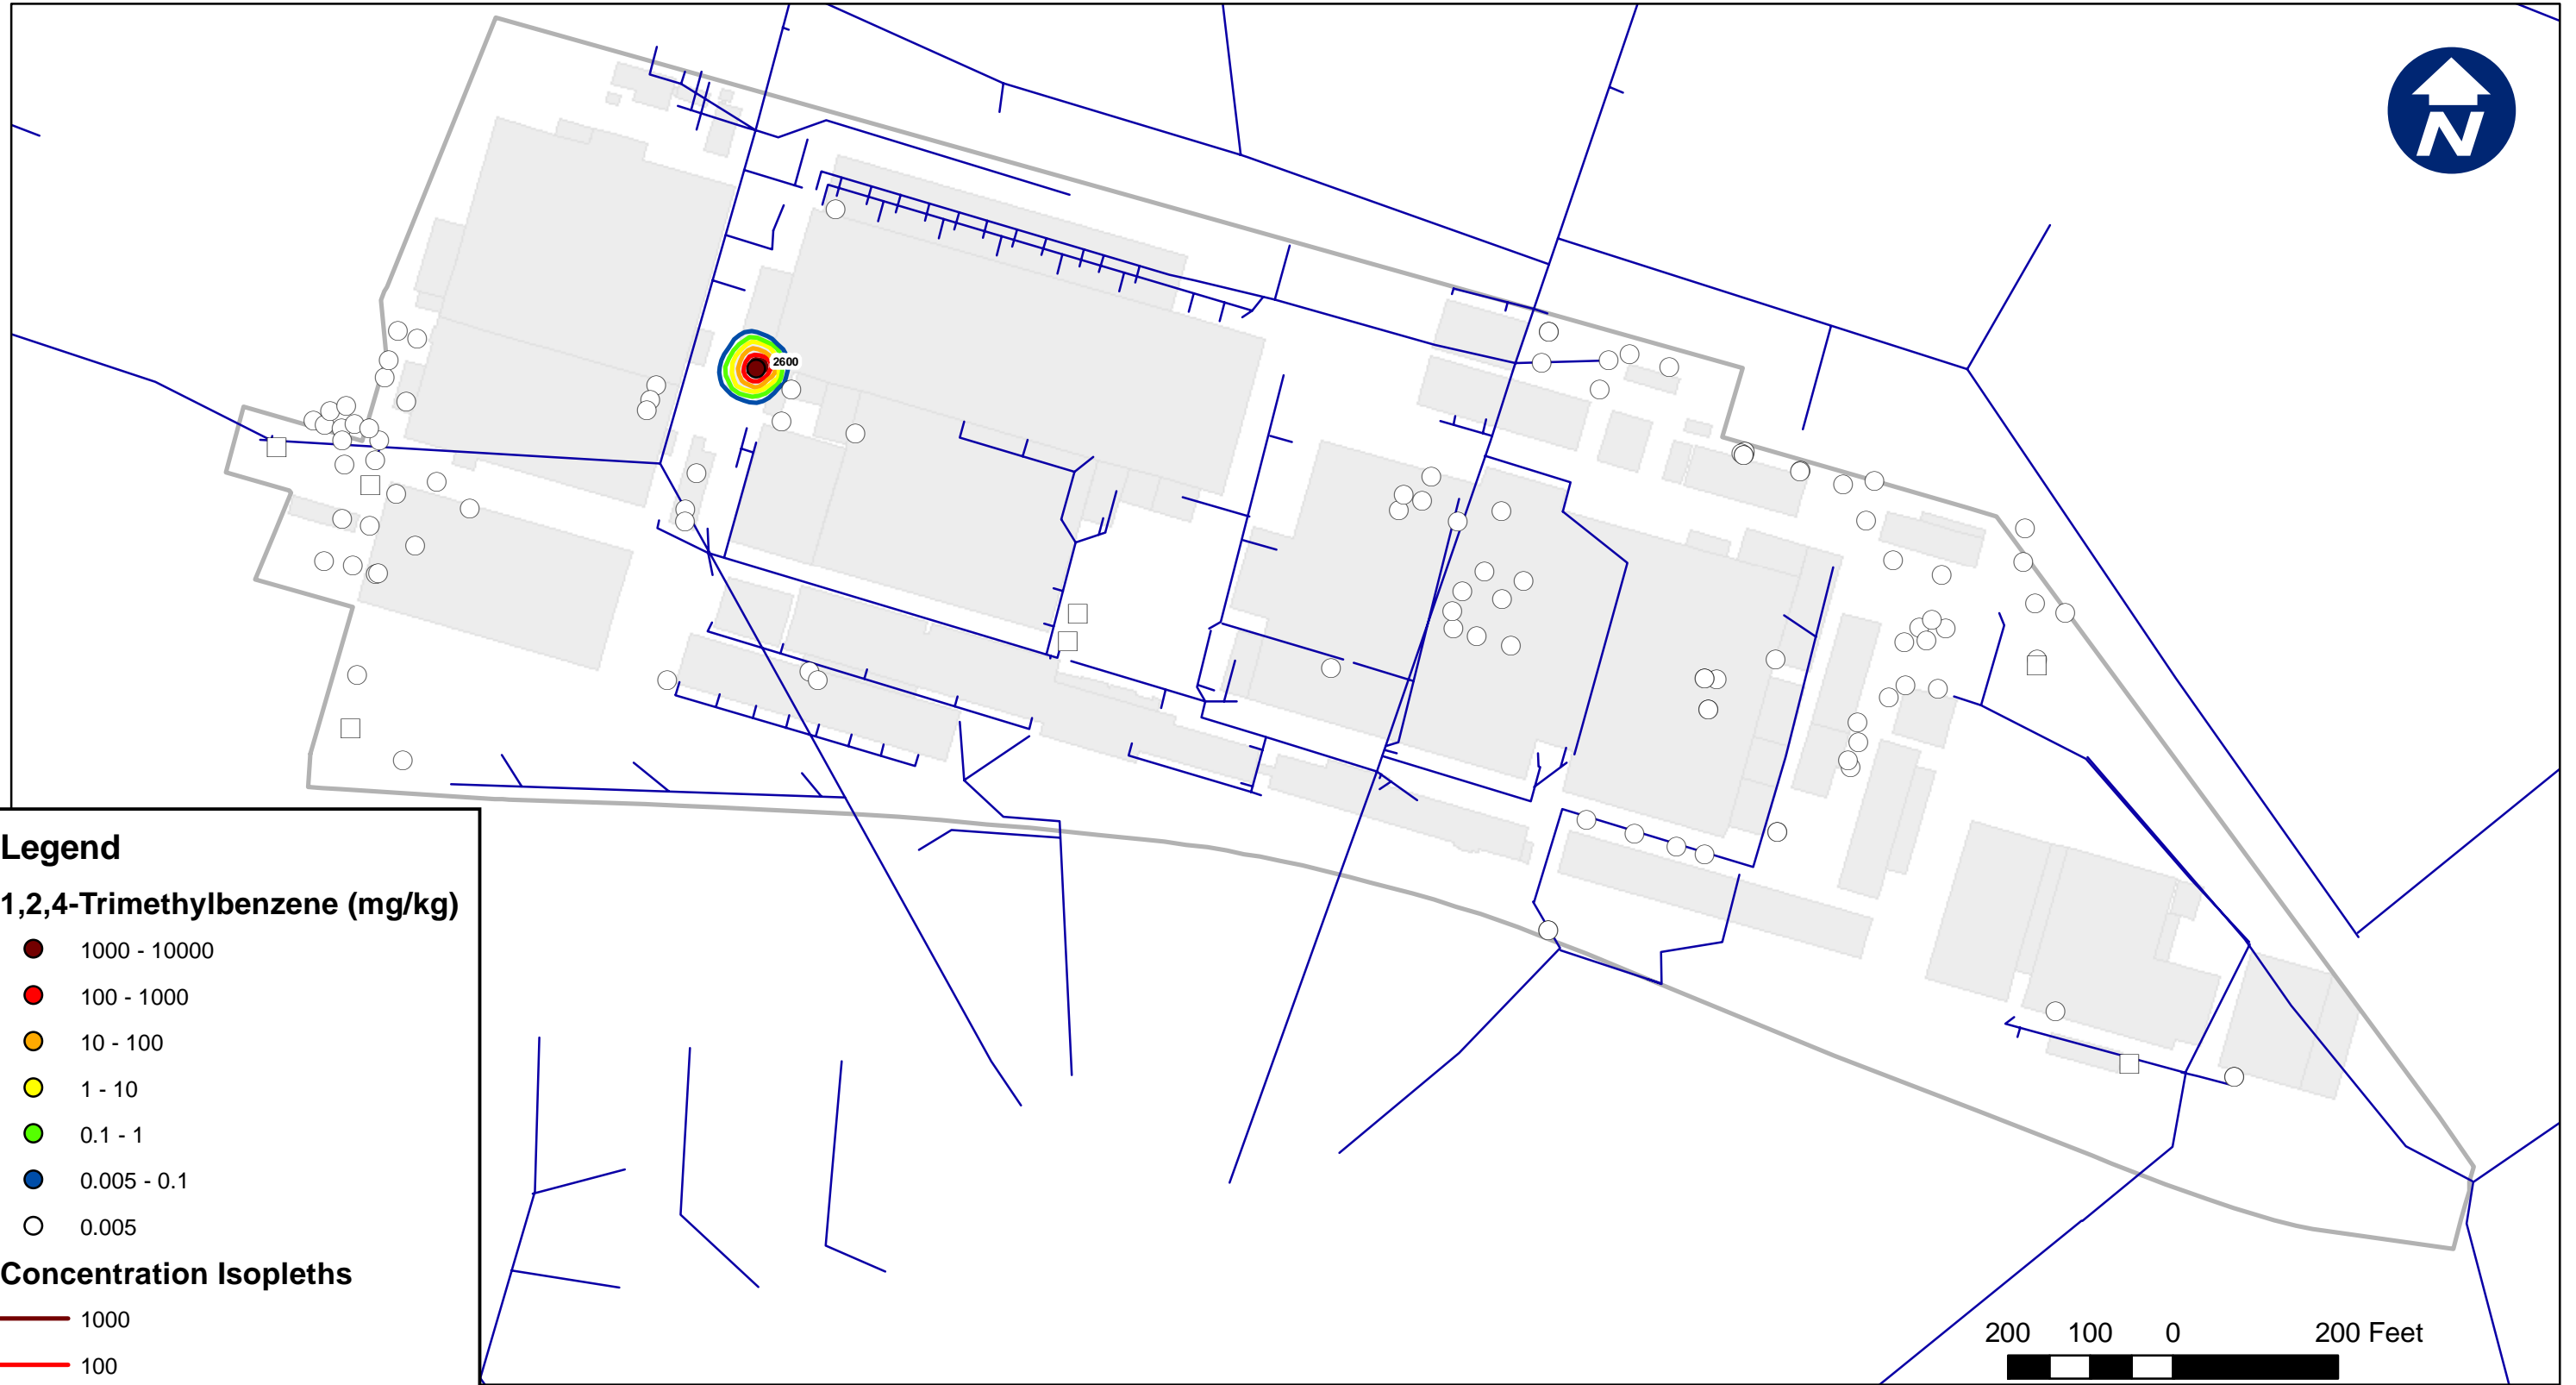 N
2600
Legend
1,2,4-Trimethylbenzene (mg/kg)
1000 - 10000
100 - 1000
10 - 100
1 - 10
0.1 - 1
0.005 - 0.1
0.005
Concentration Isopleths
1000
100
200 100 0 200 Feet